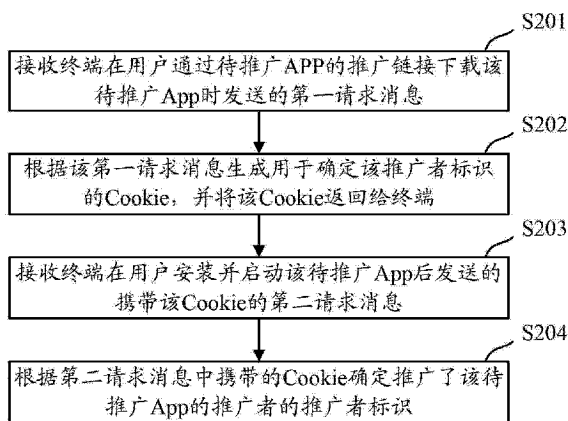 S201
接收终端在用户通过待推广APP的推广链接下载该
待推广App时发送的第一请求消息
S202
根据该第一请求消息生成用于确定该推广者标识
的Cookie，并将该Cookie返回给终端
S203
接收终端在用户安装并启动该待推广App后发送的
携带该Cookie的第二请求消息
S204
根据第二请求消息中携带的Cookie确定推广了该待
推广App的推广者的推广者标识